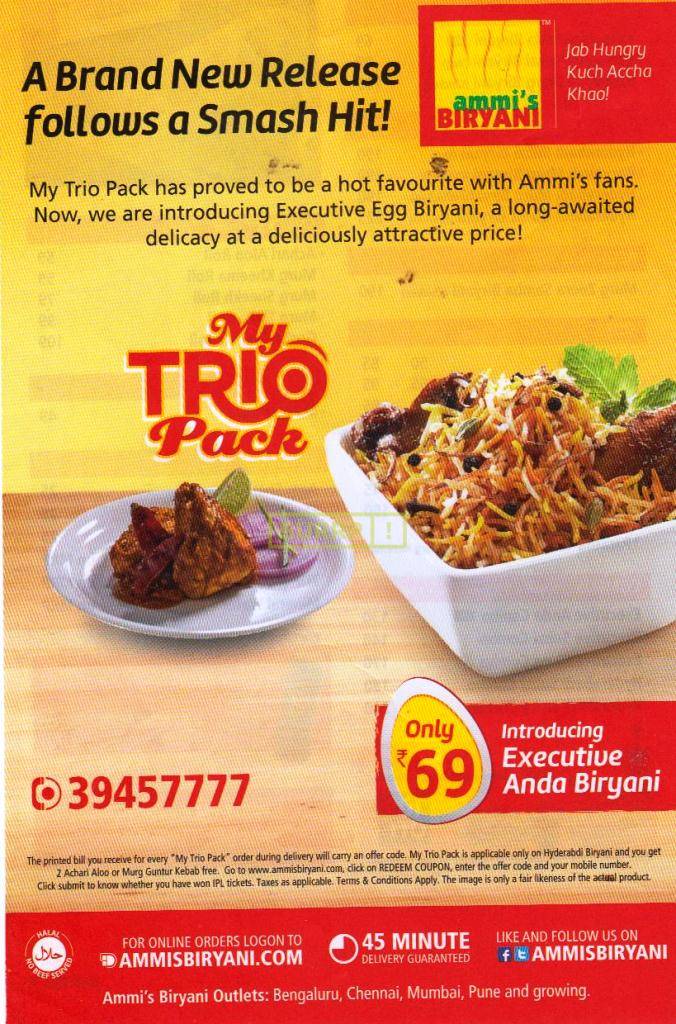 A Brand New Release
follows a Smash Hit!
ammi's
BIRYANI
TM
Jab Hungry
Kuch Accha
Khao!
My Trio Pack has proved to be a hot favourite with Ammi's fans.
Now, we are introducing Executive Egg Biryani, a long-awaited
delicacy at a deliciously attractive price!
My
TRIO
Pack
Only
₹69
Introducing
Executive
Anda Biryani
39457777
The printed bill you receive for every "My Trio Pack" order during delivery will carry an offer code. My Trio Pack is applicable only on Hyderabdi Biryani and you get
2 Achari Aloo or Murg Guntur Kebab free. Go to www.ammisbiryani.com, click on REDEEM COUPON, enter the offer code and your mobile number.
Click submit to know whether you have won IPL tickets. Taxes as applicable. Terms & Conditions Apply. The image is only a fair likeness of the actual product.
HALAL
حلال
NO BEEF SERVED
FOR ONLINE ORDERS LOGON TO
AMMISBIRYANI.COM
45 MINUTE
DELIVERY GUARANTEED
LIKE AND FOLLOW US ON
AMMISBIRYANI
Ammi's Biryani Outlets: Bengaluru, Chennai, Mumbai, Pune and growing.